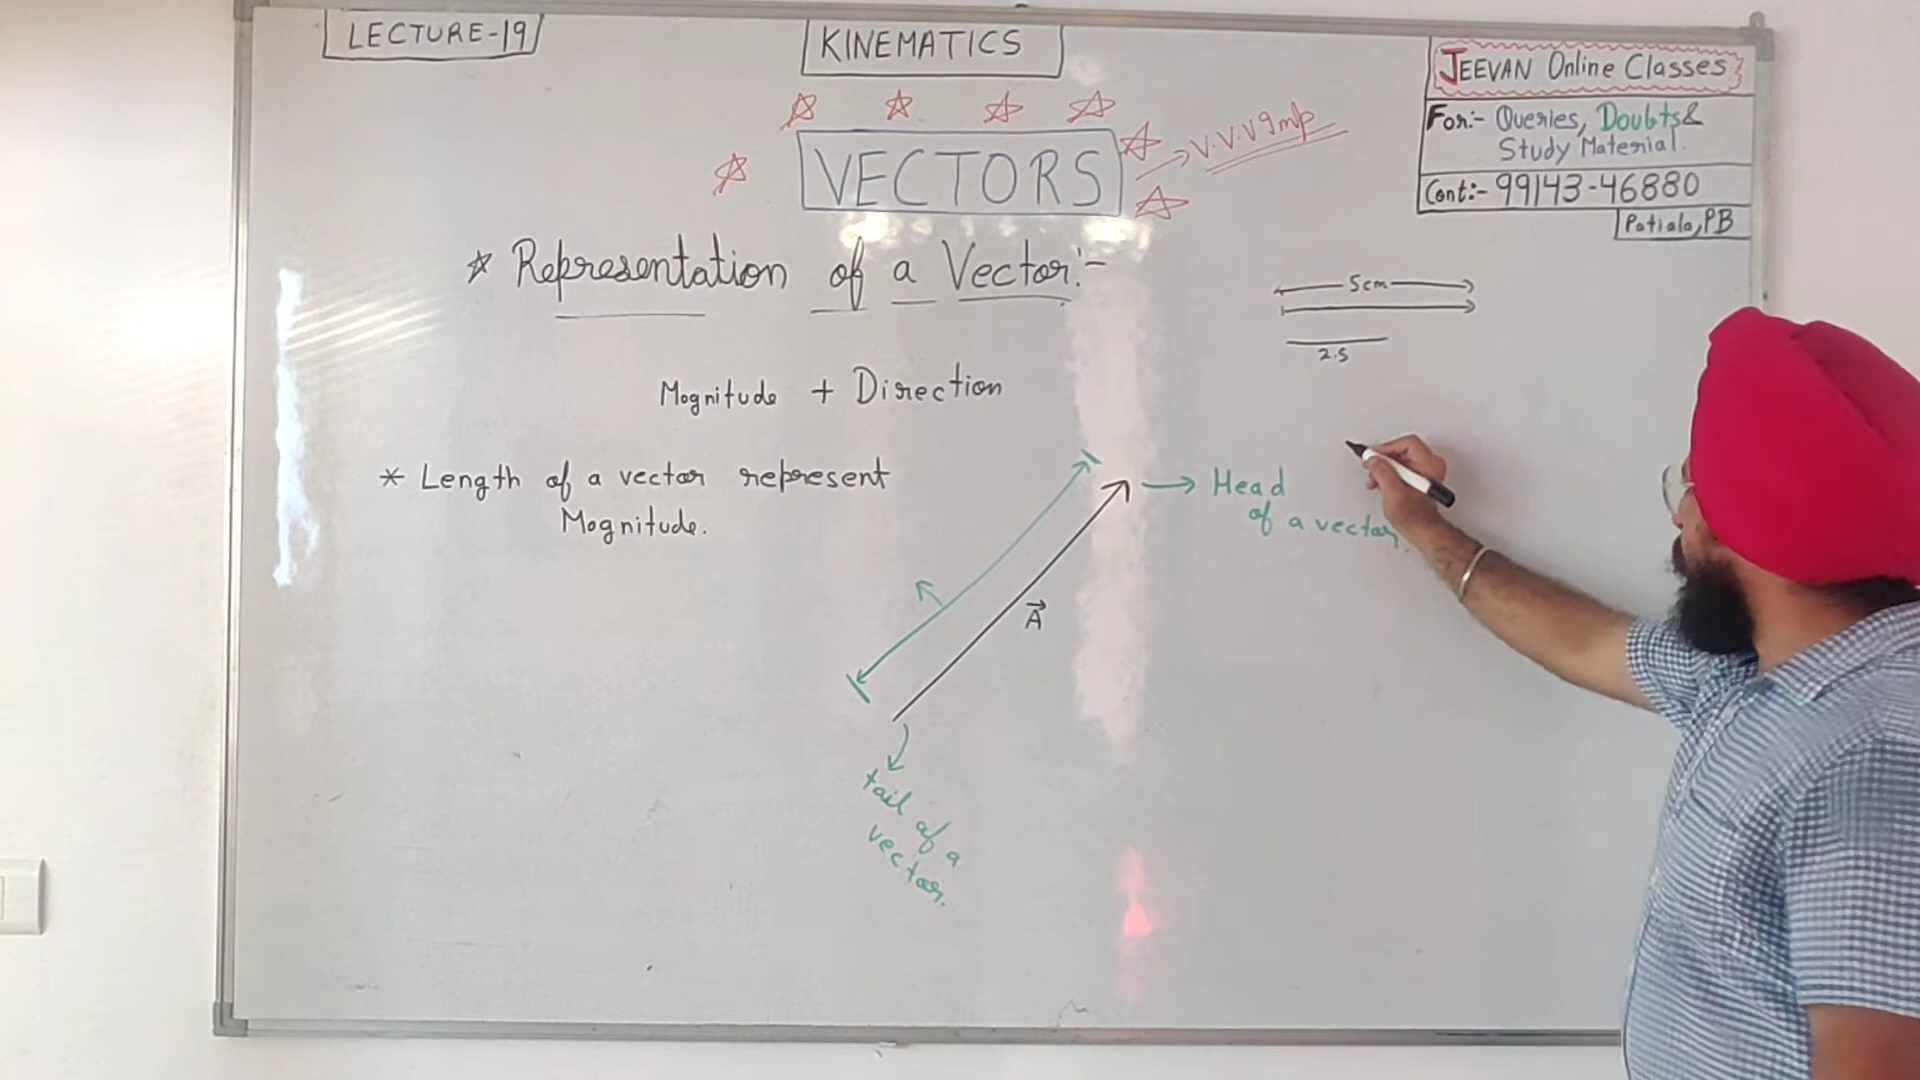 LECTURE-19
KINEMATICS
JEEVAN Online Classes
For:- Queries, Doubts &
Study Material.
Cont:- 99143-46880
Patiala, PB
VECTORS
V.V.V Imp
* Representation of a Vector:-
5cm
2.5
Magnitude + Direction
* Length of a vector represent
Magnitude.
Head
of a vector.
A
tail of a
vector.